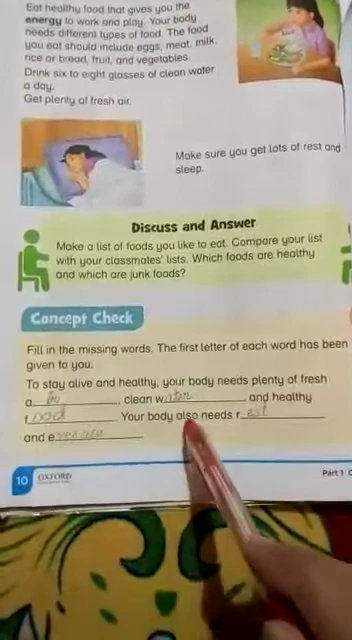 Eat healthy food that gives you the
energy to work and play. Your body
needs different types of food. The food
you eat should include eggs, meat, milk,
rice or bread, fruit, and vegetables.
Drink six to eight glasses of clean water
a day.
Get plenty of fresh air.
Make sure you get lots of rest and
sleep.
Discuss and Answer
Make a list of foods you like to eat. Compare your list
with your classmates' lists. Which foods are healthy
and which are junk foods?
Concept Check
Fill in the missing words. The first letter of each word has been
given to you.
To stay alive and healthy, your body needs plenty of fresh
a____, clean water and healthy
food. Your body also needs rest
and e____
10 OXFORD
Part 1